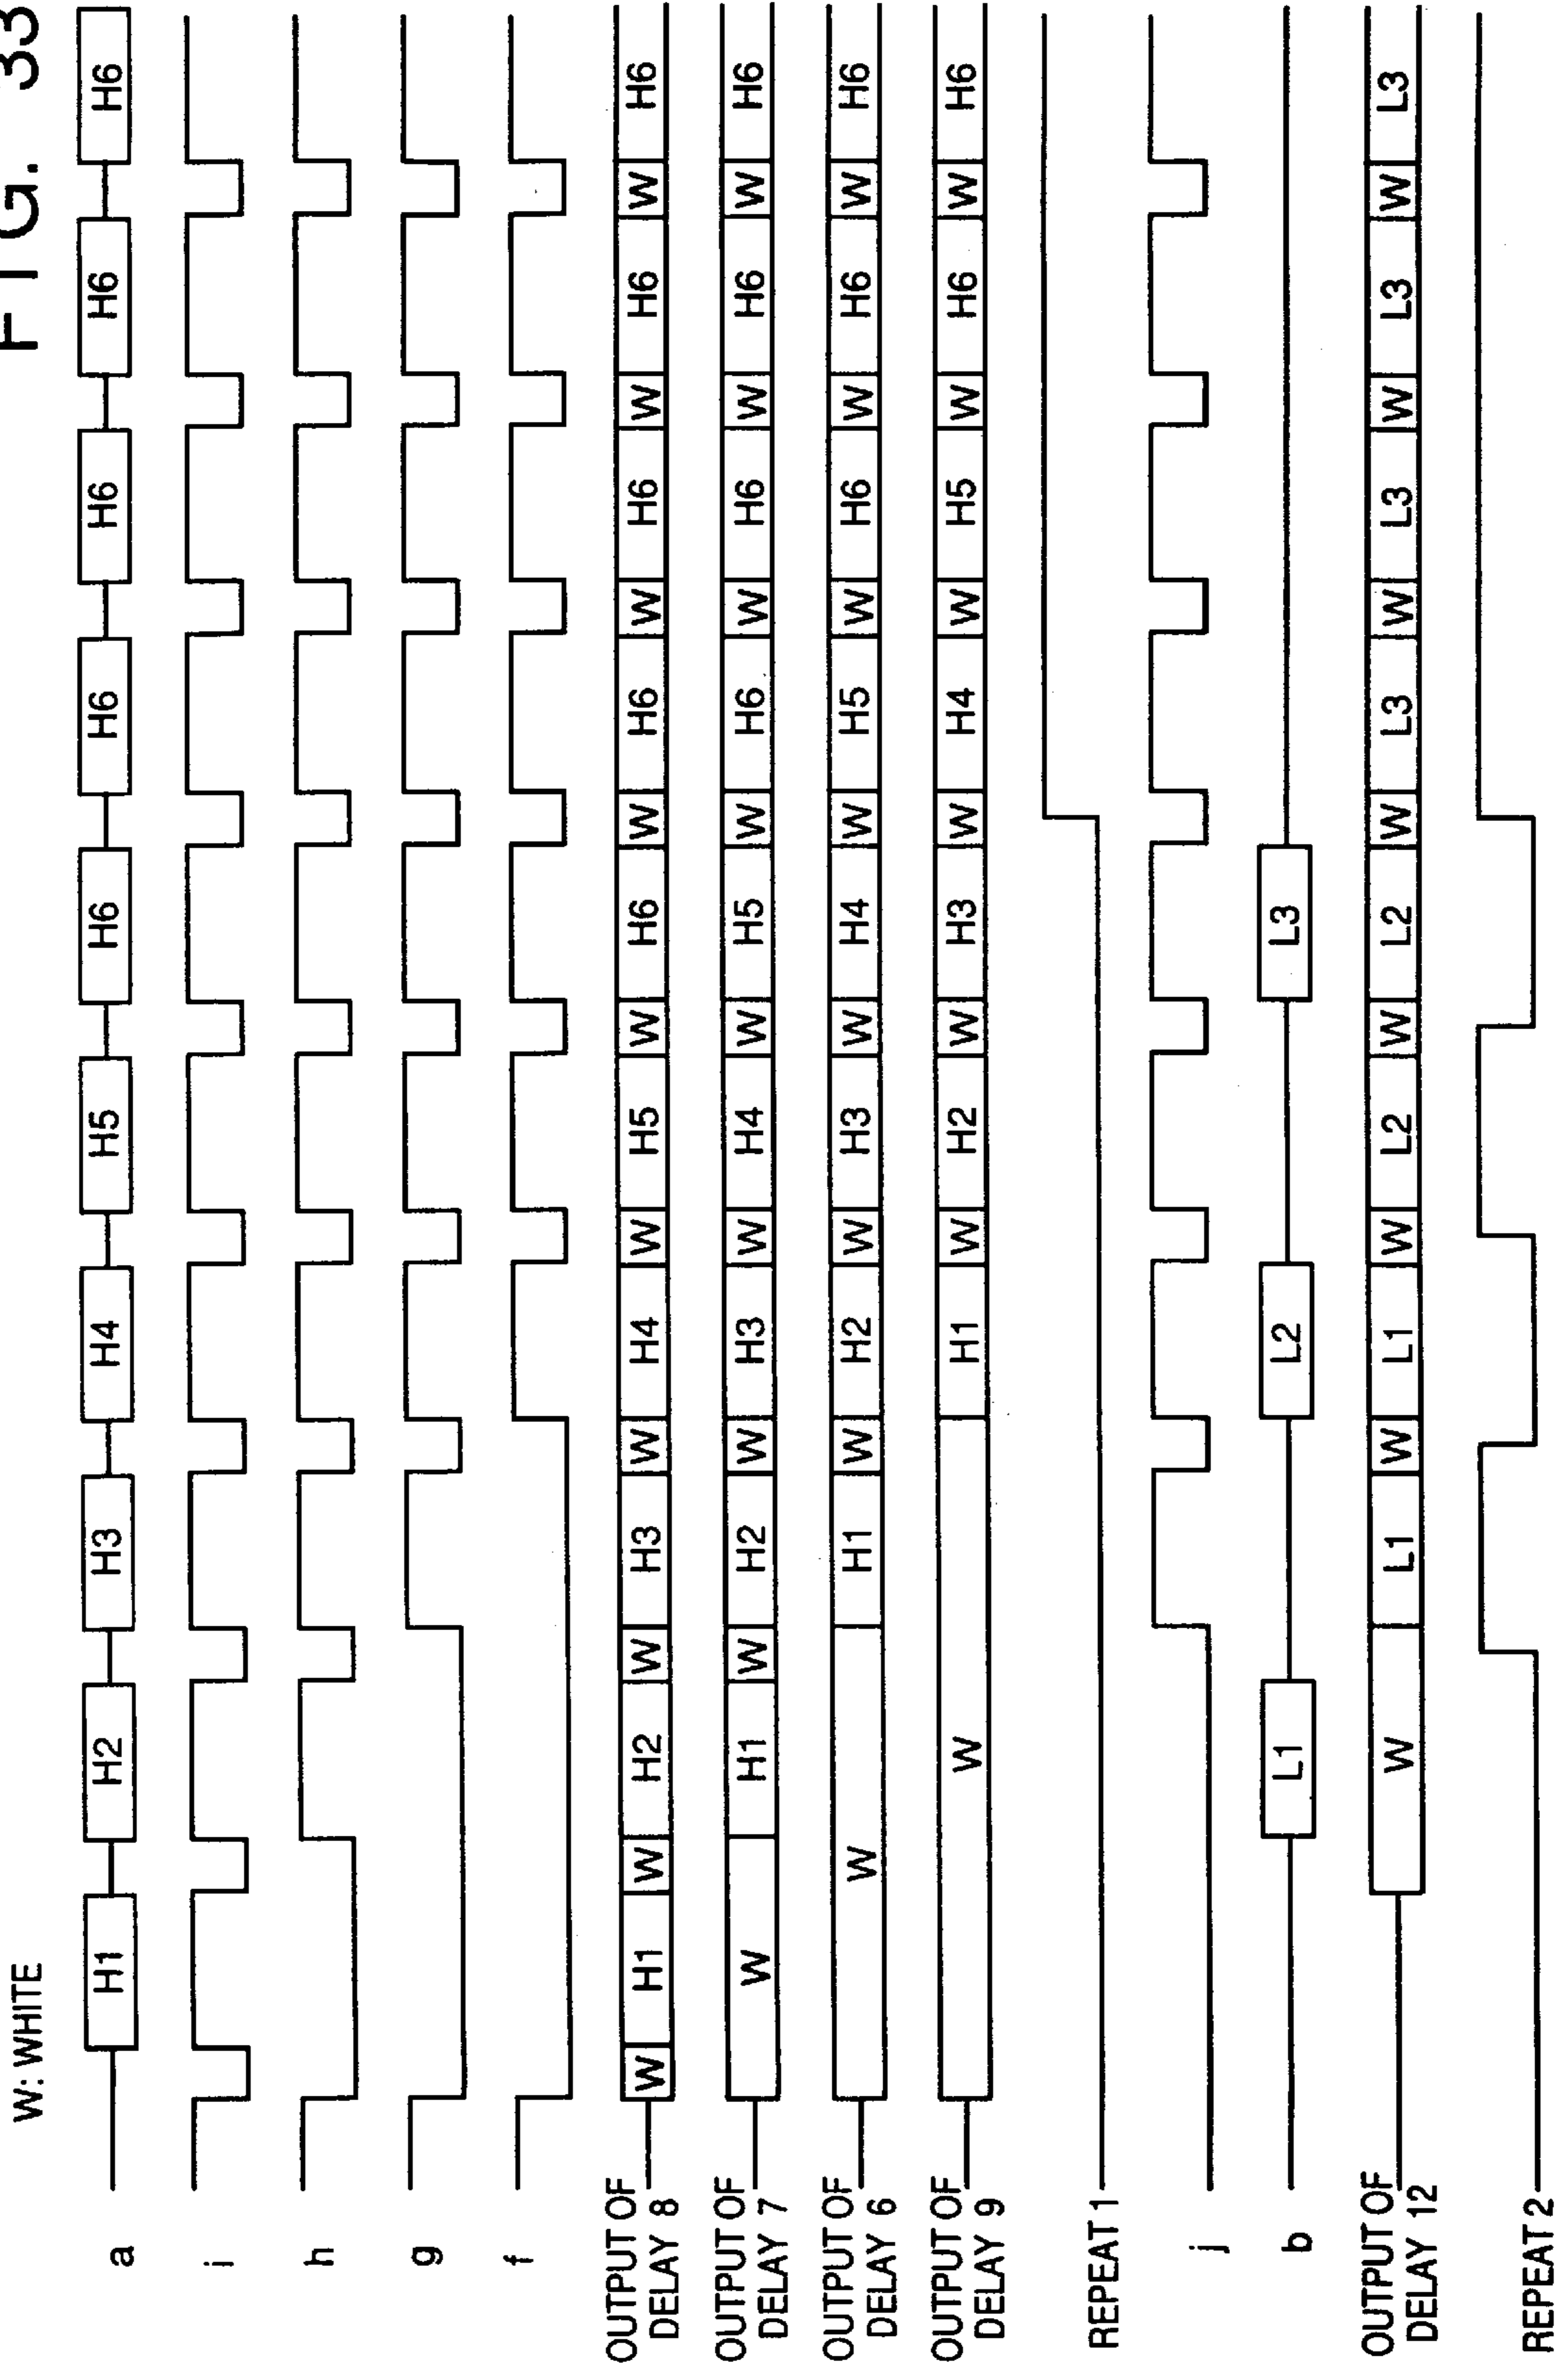 FIG. 33
W: WHITE
a H1 H2 H3 H4 H5 H6 H6 H6 H6 H6
i
h
g
f
OUTPUT OF
DELAY 8 W H1 W H2 W H3 W H4 W H5 W H6 W H6 W H6 W H6 W H6
OUTPUT OF
DELAY 7 W H1 W H2 W H3 W H4 W H5 W H6 W H6 W H6 W H6
OUTPUT OF
DELAY 6 W H1 W H2 W H3 W H4 W H5 W H6 W H6 W H6
OUTPUT OF
DELAY 9 W H1 W H2 W H3 W H4 W H5 W H6 W H6
REPEAT 1
j
b L1 L2 L3
OUTPUT OF
DELAY 12 W L1 W L1 W L2 W L2 W L3 W L3 W L3 W L3
REPEAT 2